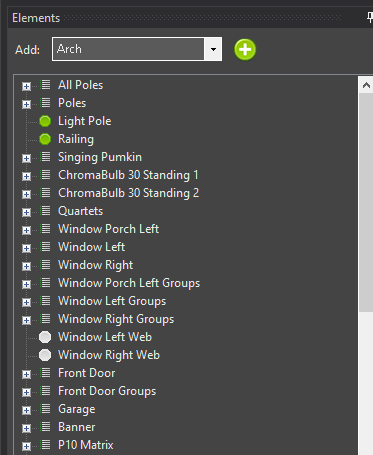 Elements
Add: Arch
All Poles
Poles
Light Pole
Railing
Singing Pumkin
ChromaBulb 30 Standing 1
ChromaBulb 30 Standing 2
Quartets
Window Porch Left
Window Left
Window Right
Window Porch Left Groups
Window Left Groups
Window Right Groups
Window Left Web
Window Right Web
Front Door
Front Door Groups
Garage
Banner
P10 Matrix